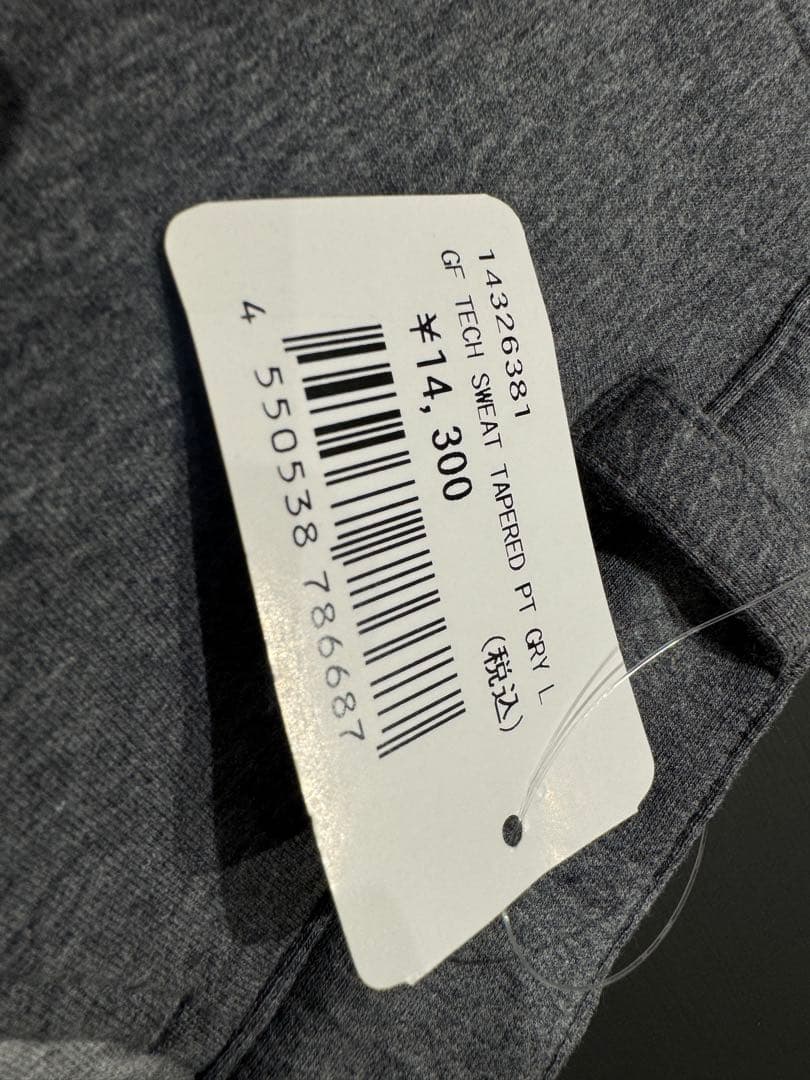 14326381
GF TECH SWEAT TAPERED PT GRY L
¥14,300 (税込)
4 550538 786687